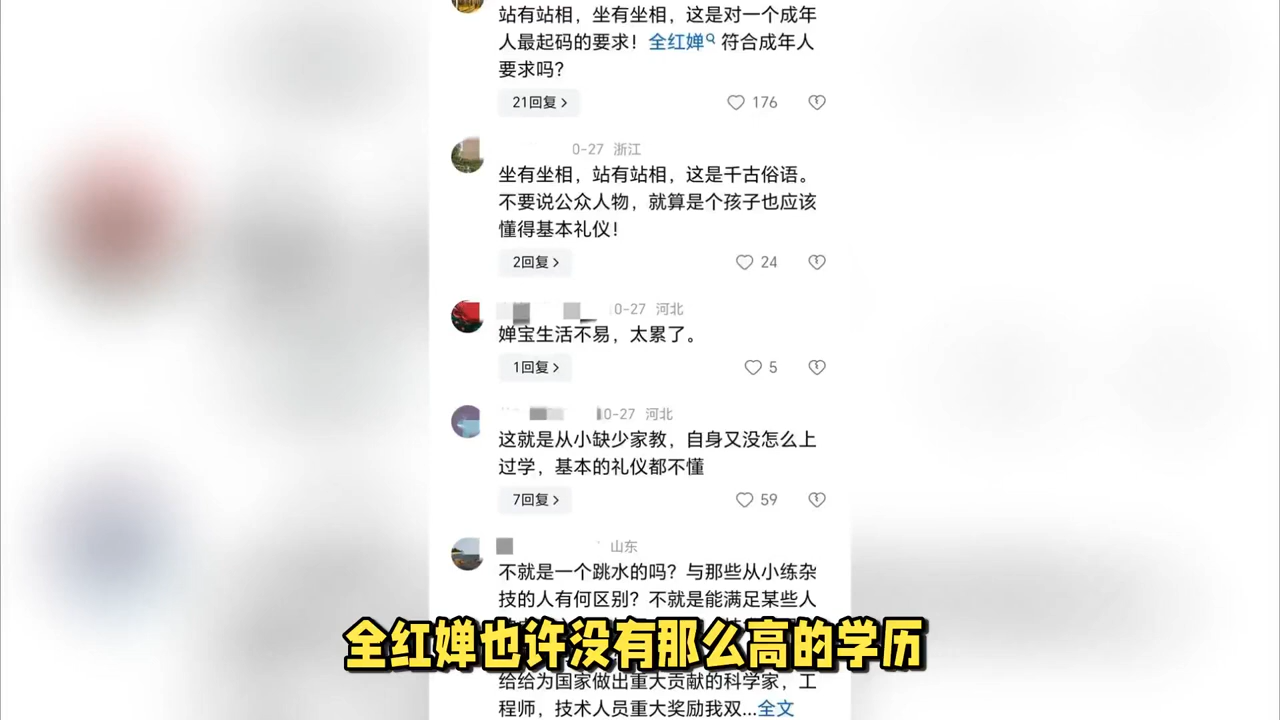 站有站相，坐有坐相，这是对一个成年
人最起码的要求！全红婵 符合成年人
要求吗？
21回复 >
176
0-27 浙江
坐有坐相，站有站相，这是千古俗语。
不要说公众人物，就算是个孩子也应该
懂得基本礼仪！
2回复 >
24
0-27 河北
婵宝生活不易，太累了。
1回复 >
5
0-27 河北
这就是从小缺少家教，自身又没怎么上
过学，基本的礼仪都不懂
7回复 >
59
山东
不就是一个跳水的吗？与那些从小练杂
技的人有何区别？不就是能满足某些人
全红婵也许没有那么高的学历
给给为国家做出重大贡献的科学家，工
程师，技术人员重大奖励我双...全文